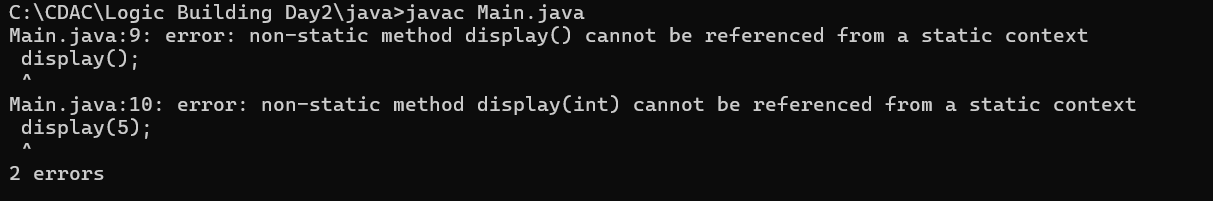 C:\CDAC\Logic Building Day2\java>javac Main.java
Main.java:9: error: non-static method display() cannot be referenced from a static context
 display();
 ^
Main.java:10: error: non-static method display(int) cannot be referenced from a static context
 display(5);
 ^
2 errors